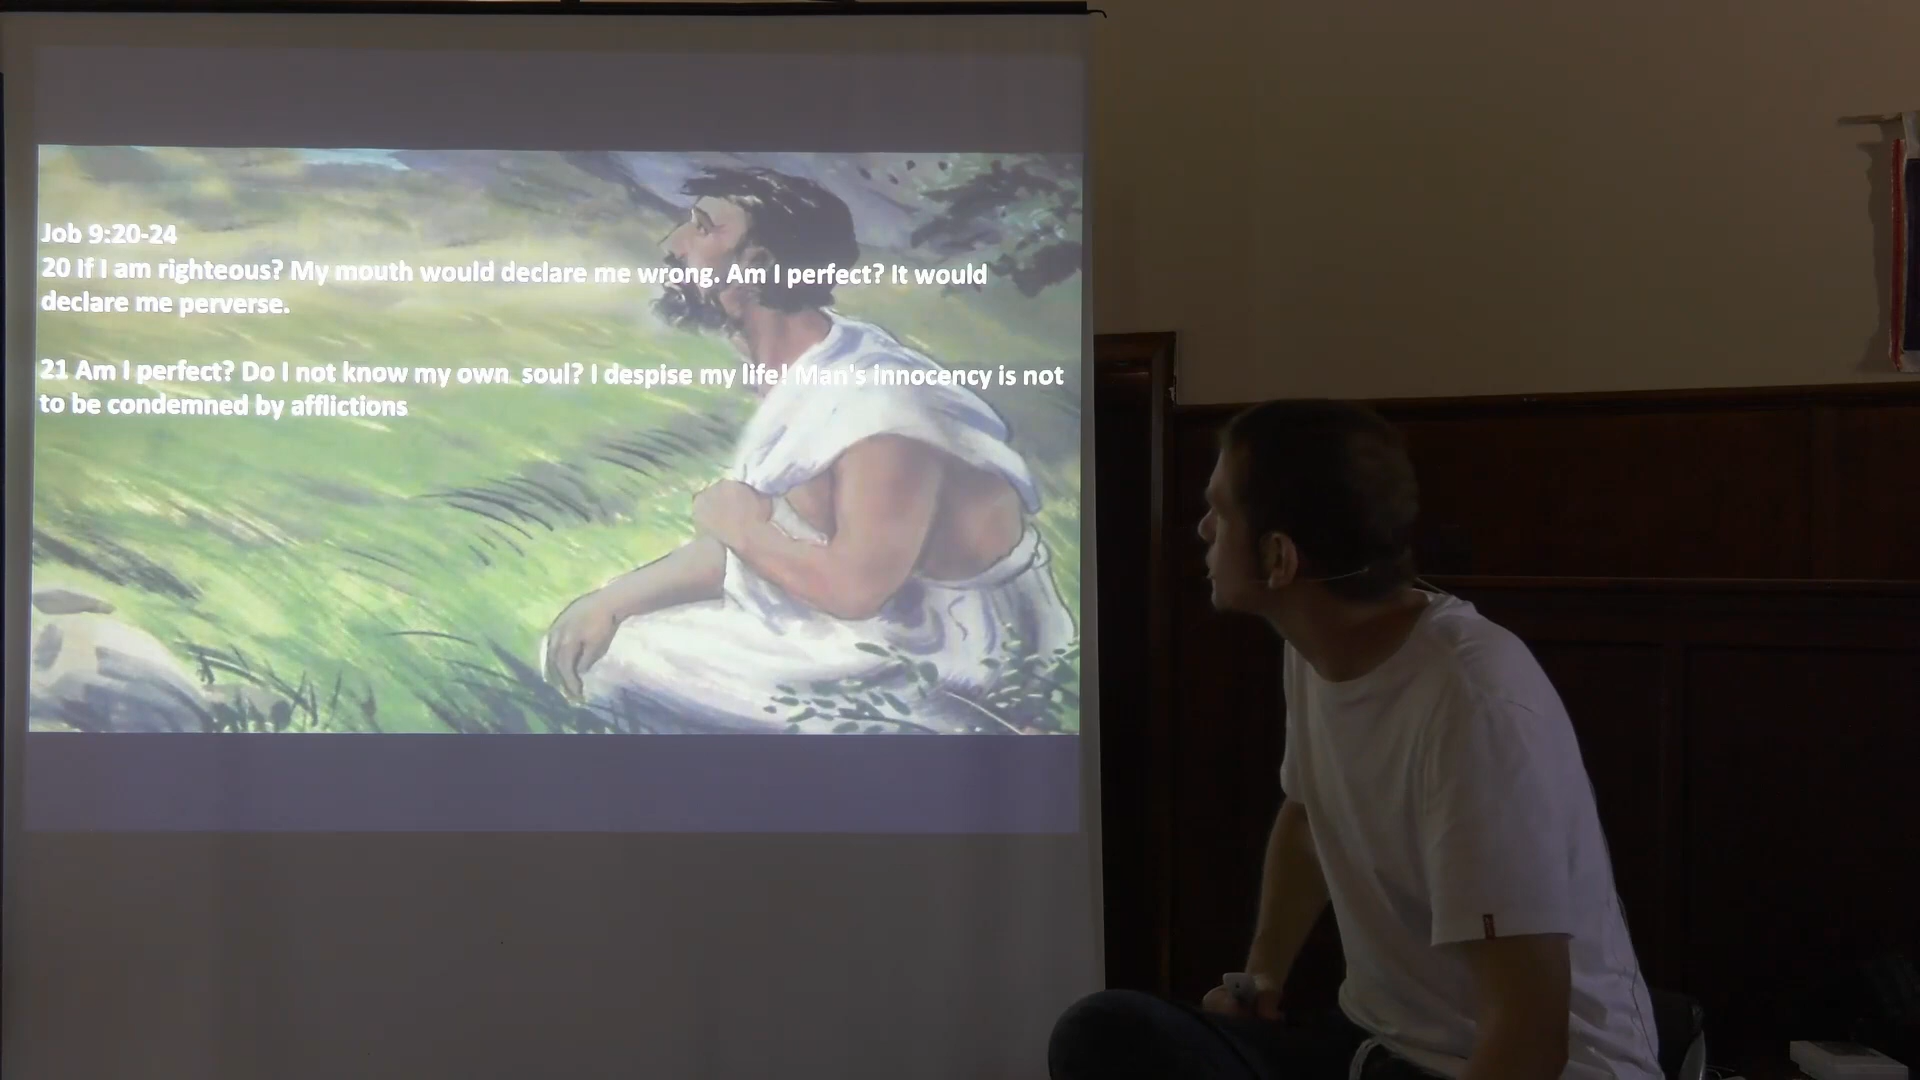 Job 9:20-24
20 If I am righteous? My mouth would declare me wrong. Am I perfect? It would
declare me perverse.
21 Am I perfect? Do I not know my own soul? I despise my life! Man's innocency is not
to be condemned by afflictions